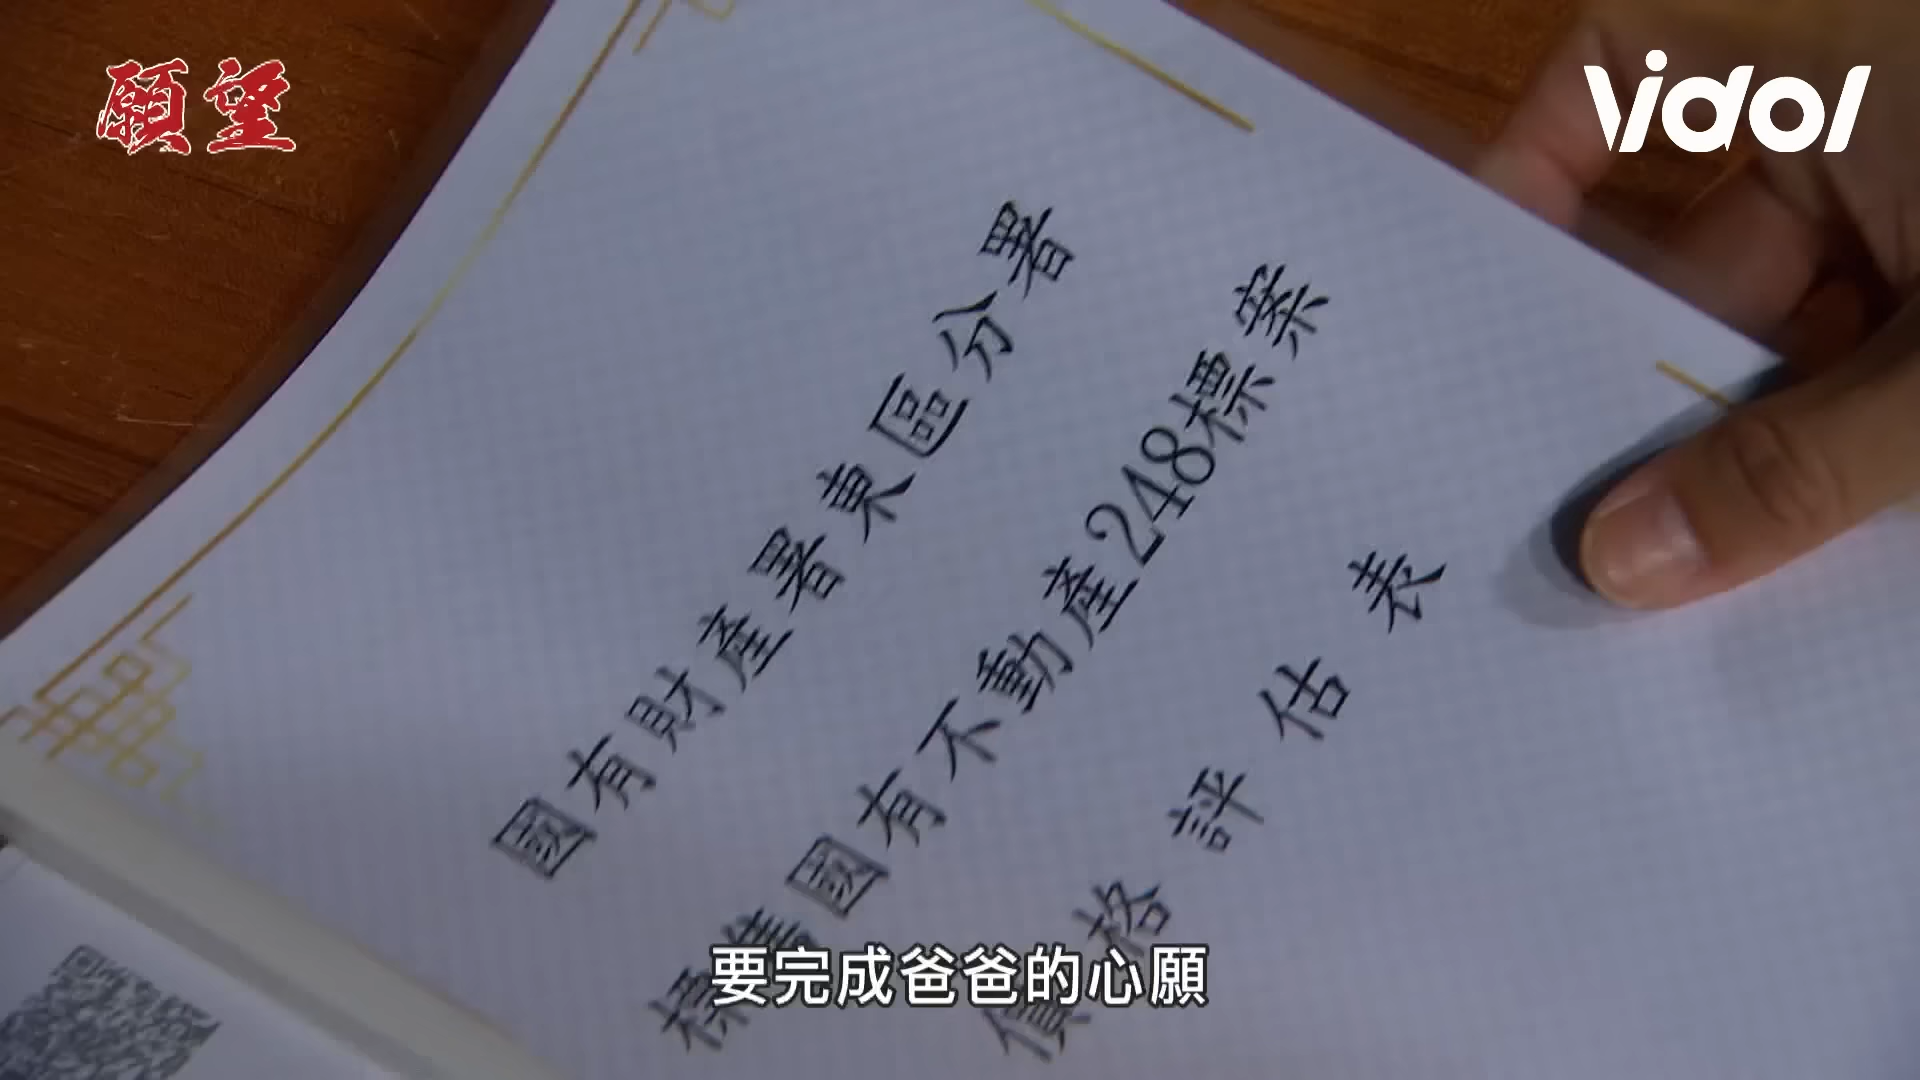 願望
Vidol
國有財產署東區分署
標售國有不動產248標案
價格評估表
要完成爸爸的心願